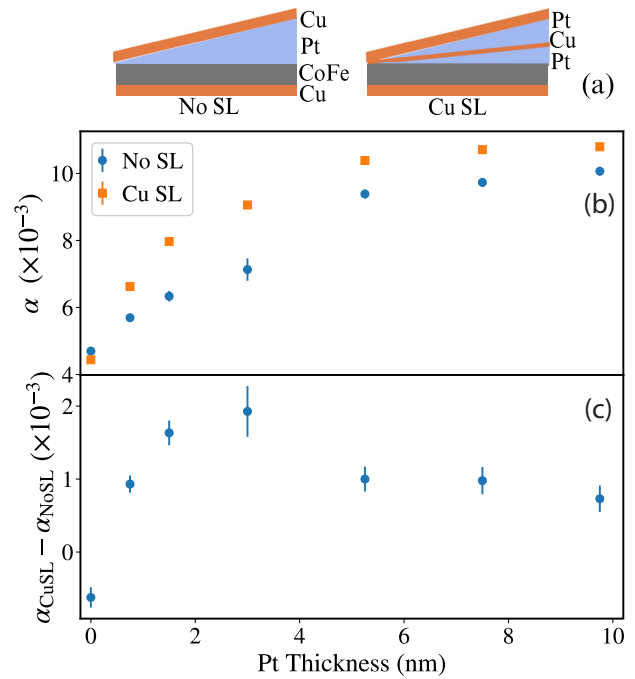 Cu
Pt
CoFe
Cu
No SL
Pt
Cu
Pt
Cu SL
(a)
No SL
Cu SL
(b)
10
8
6
4
α (×10⁻³)
(c)
2
1
0
α_CuSL − α_NoSL (×10⁻³)
0 2 4 6 8 10
Pt Thickness (nm)